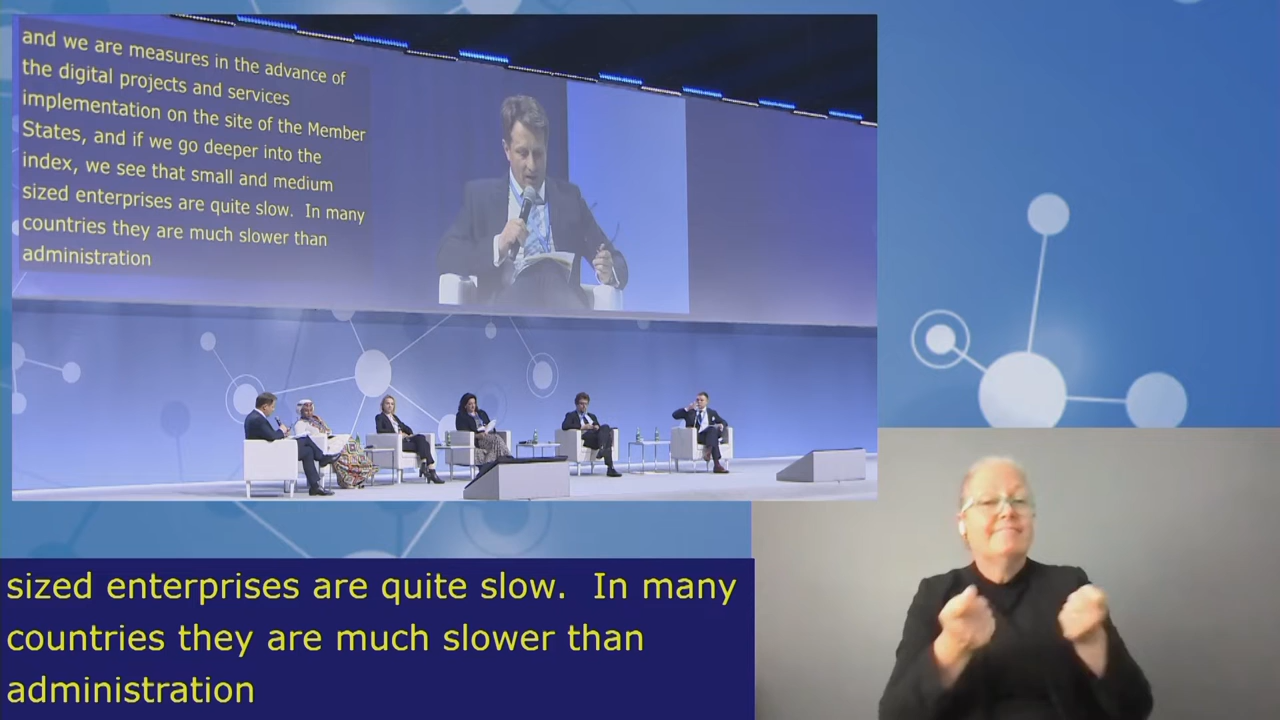 and we are measures in the advance of
the digital projects and services
implementation on the site of the Member
States, and if we go deeper into the
index, we see that small and medium
sized enterprises are quite slow.  In many
countries they are much slower than
administration
sized enterprises are quite slow.  In many
countries they are much slower than
administration